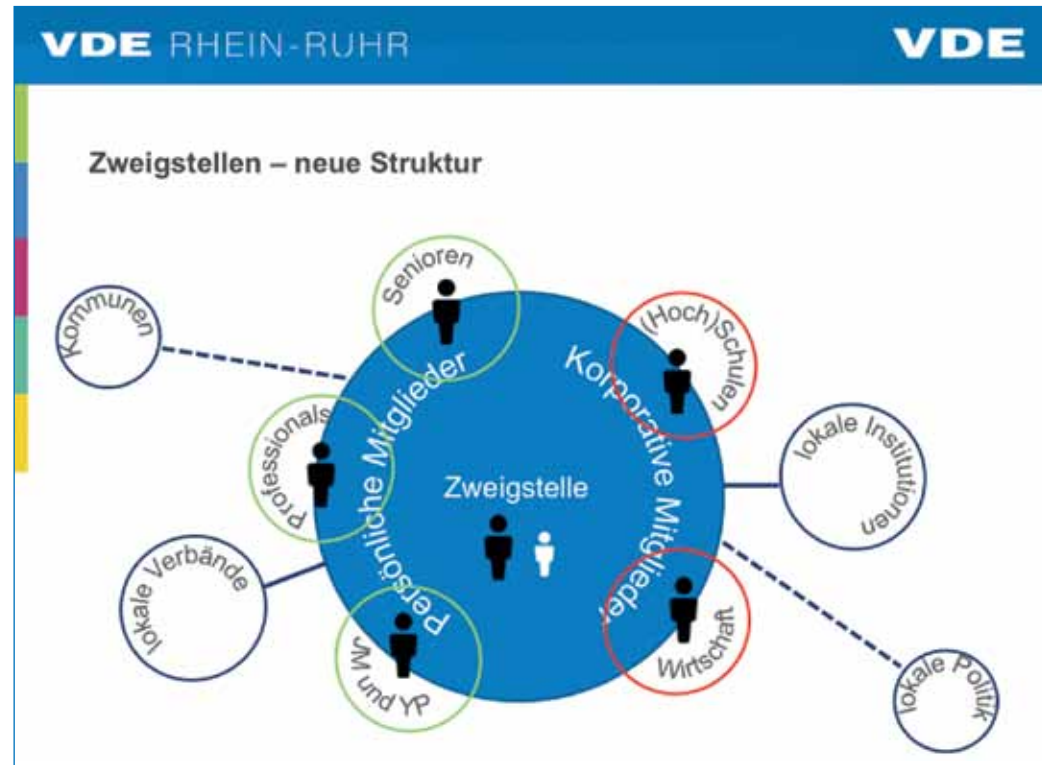 VDE RHEIN-RUHR
VDE
Zweigstellen – neue Struktur
Senioren
Kommunen
(Hoch)Schulen
Persönliche Mitglieder
Korporative Mitglieder
Professionals
lokale Institutionen
Zweigstelle
lokale Verbände
JM und YP
Wirtschaft
lokale Politik